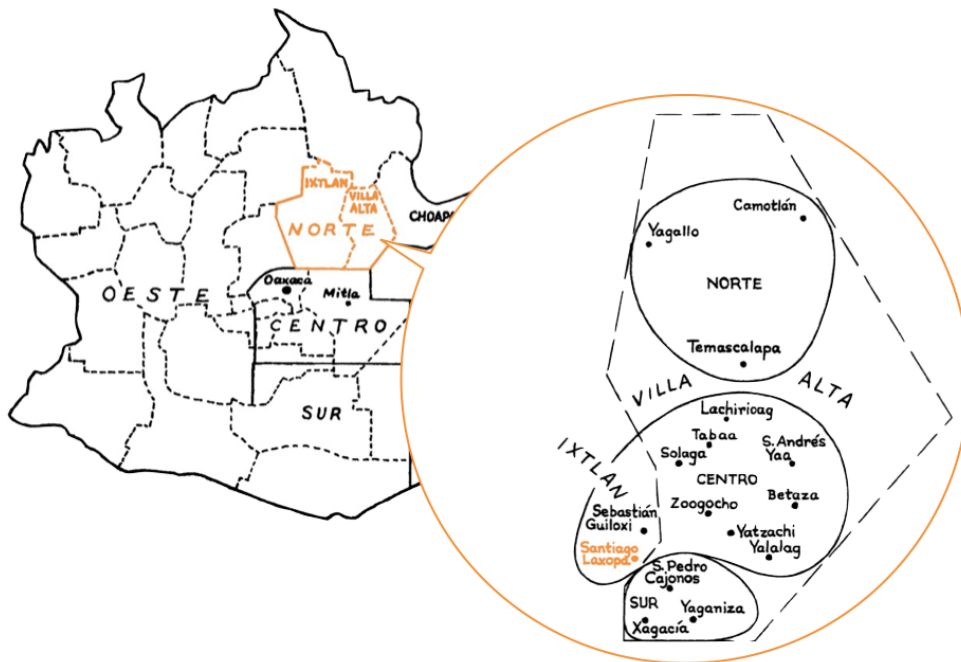 IXTLAN
VILLA
ALTA
CHOAPA
NORTE
Oaxaca
Mitla
OESTE
CENTRO
SUR
Camotlán
Yagallo
NORTE
Temascalapa
VILLA ALTA
Lachirioag
Tabaa
Solaga
S. Andrés
Yaa
CENTRO
IXTLAN
Zoogocho
Betaza
Sebastián
Guiloxi
Yatzachi
Yalalag
Santiago
Laxopa
S. Pedro
Cajonos
SUR
Yaganiza
Xagacía